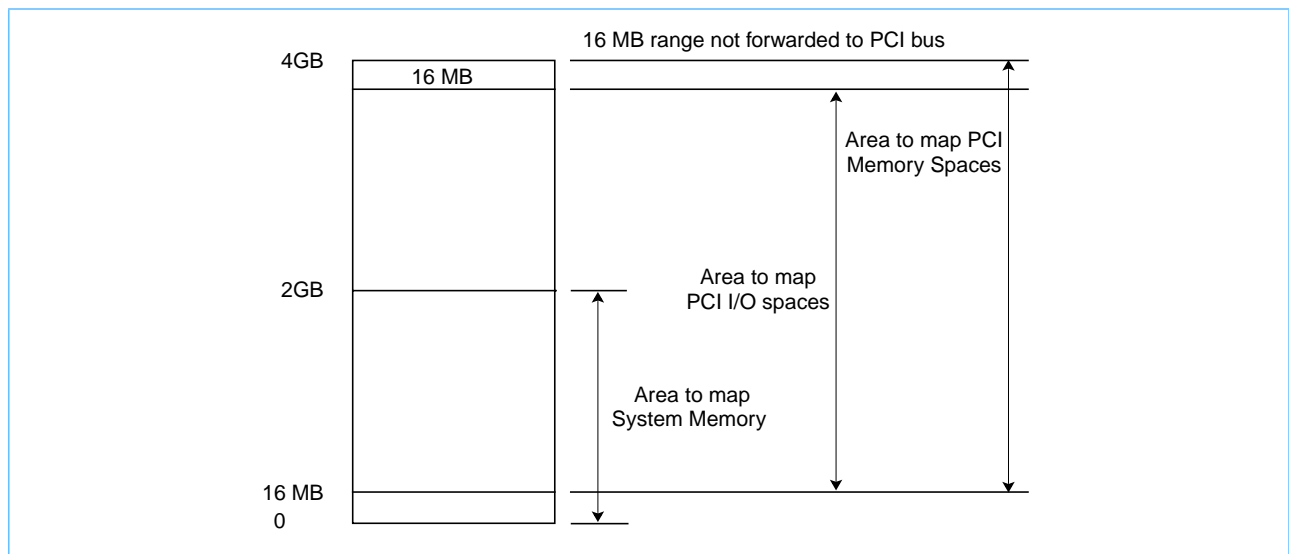 16 MB range not forwarded to PCI bus
4GB
16 MB
Area to map PCI
Memory Spaces
Area to map
PCI I/O spaces
2GB
Area to map
System Memory
16 MB
0